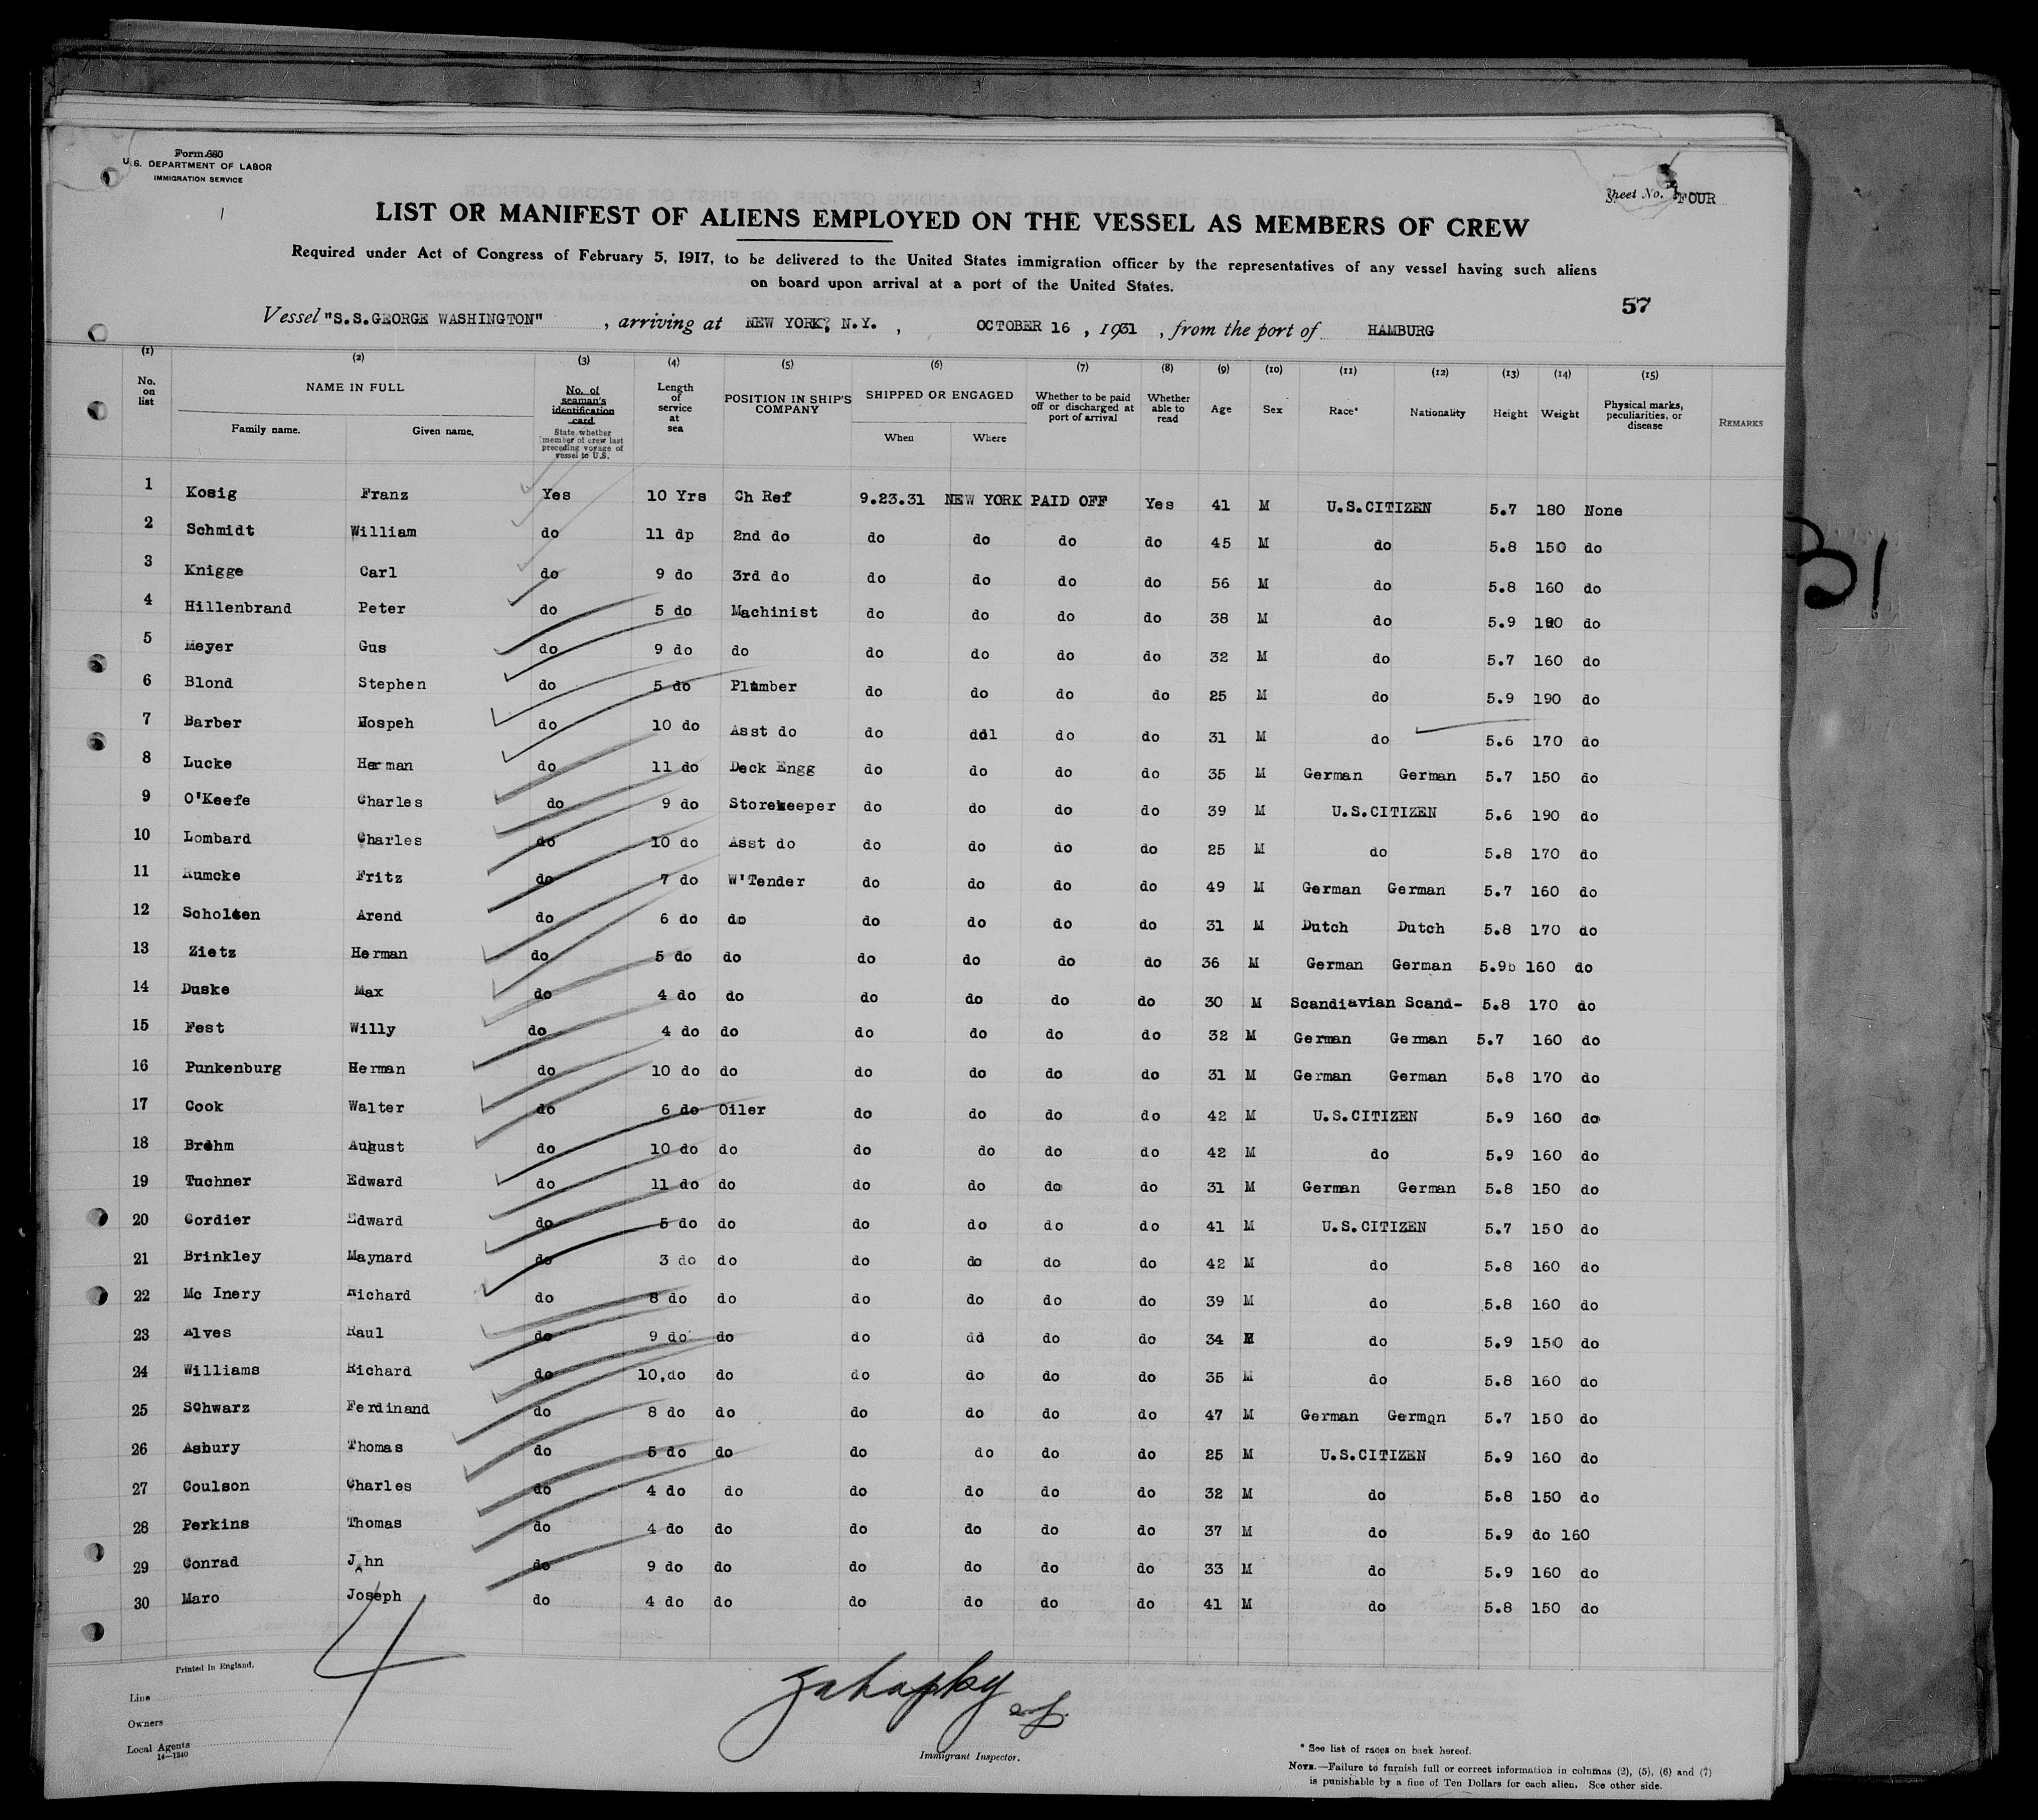 Form 680
U.S. DEPARTMENT OF LABOR
IMMIGRATION SERVICE
Sheet No. FOUR
LIST OR MANIFEST OF ALIENS EMPLOYED ON THE VESSEL AS MEMBERS OF CREW
Required under Act of Congress of February 5, 1917, to be delivered to the United States immigration officer by the representatives of any vessel having such aliens
on board upon arrival at a port of the United States.
57
Vessel "S.S.GEORGE WASHINGTON" , arriving at NEW YORK, N.Y. , OCTOBER 16 , 1931 , from the port of HAMBURG
(1) (2) (3) (4) (5) (6) (7) (8) (9) (10) (11) (12) (13) (14) (15)
No. on list NAME IN FULL Family name. Given name. No. of seaman's identification card State whether member of crew last preceding voyage of vessel to U.S. Length of service at sea POSITION IN SHIP'S COMPANY SHIPPED OR ENGAGED When Where Whether to be paid off or discharged at port of arrival Whether able to read Age Sex Race* Nationality Height Weight Physical marks, peculiarities, or disease REMARKS
1 Kosig Franz Yes 10 Yrs Ch Ref 9.23.31 NEW YORK PAID OFF Yes 41 M U.S.CITIZEN 5.7 180 None
2 Schmidt William do 11 dp 2nd do do do do do 45 M do 5.8 150 do
3 Knigge Carl do 9 do 3rd do do do do do 56 M do 5.8 160 do
4 Hillenbrand Peter do 5 do Machinist do do do do 38 M do 5.9 190 do
5 Meyer Gus do 9 do do do do do do 32 M do 5.7 160 do
6 Blond Stephen do 5 do Plumber do do do do 25 M do 5.9 190 do
7 Barber Hospeh do 10 do Asst do do ddl do do 31 M do 5.6 170 do
8 Lucke Herman do 11 do Deck Engg do do do do 35 M German German 5.7 150 do
9 O'Keefe Charles do 9 do Storekeeper do do do do 39 M U.S.CITIZEN 5.6 190 do
10 Lombard Charles do 10 do Asst do do do do do 25 M do 5.8 170 do
11 Rumcke Fritz do 7 do W'Tender do do do do 49 M German German 5.7 160 do
12 Scholten Arend do 6 do do do do do do 31 M Dutch Dutch 5.8 170 do
13 Zietz Herman do 5 do do do do do do 36 M German German 5.9b 160 do
14 Duske Max do 4 do do do do do do 30 M Scandiavian Scand- 5.8 170 do
15 Fest Willy do 4 do do do do do do 32 M German German 5.7 160 do
16 Punkenburg Herman do 10 do do do do do do 31 M German German 5.8 170 do
17 Cook Walter do 6 do Oiler do do do do 42 M U.S.CITIZEN 5.9 160 do
18 Brehm August do 10 do do do do do do 42 M do 5.9 160 do
19 Tuchner Edward do 11 do do do do do do 31 M German German 5.8 150 do
20 Cordier Edward do 5 do do do do do do 41 M U.S.CITIZEN 5.7 150 do
21 Brinkley Maynard do 3 do do do do do do 42 M do 5.8 160 do
22 Mc Inery Richard do 8 do do do do do do 39 M do 5.8 160 do
23 Alves Raul do 9 do do do dd do do 34 M do 5.9 150 do
24 Williams Richard do 10,do do do do do do 35 M do 5.8 160 do
25 Schwarz Ferdinand do 8 do do do do do do 47 M German German 5.7 150 do
26 Asbury Thomas do 5 do do do do do do 25 M U.S.CITIZEN 5.9 160 do
27 Coulson Charles do 4 do do do do do do 32 M do 5.8 150 do
28 Perkins Thomas do 4 do do do do do do 37 M do 5.9 do 160
29 Conrad J^hn do 9 do do do do do do 33 M do 5.9 160 do
30 Maro Joseph do 4 do do do do do do 41 M do 5.8 150 do
4
Printed in England.
Line
Owners
Local Agents
14-1240
Immigrant Inspector.
* See list of races on back hereof.
NOTE.—Failure to furnish full or correct information in columns (2), (5), (6) and (7)
is punishable by a fine of Ten Dollars for each alien. See other side.